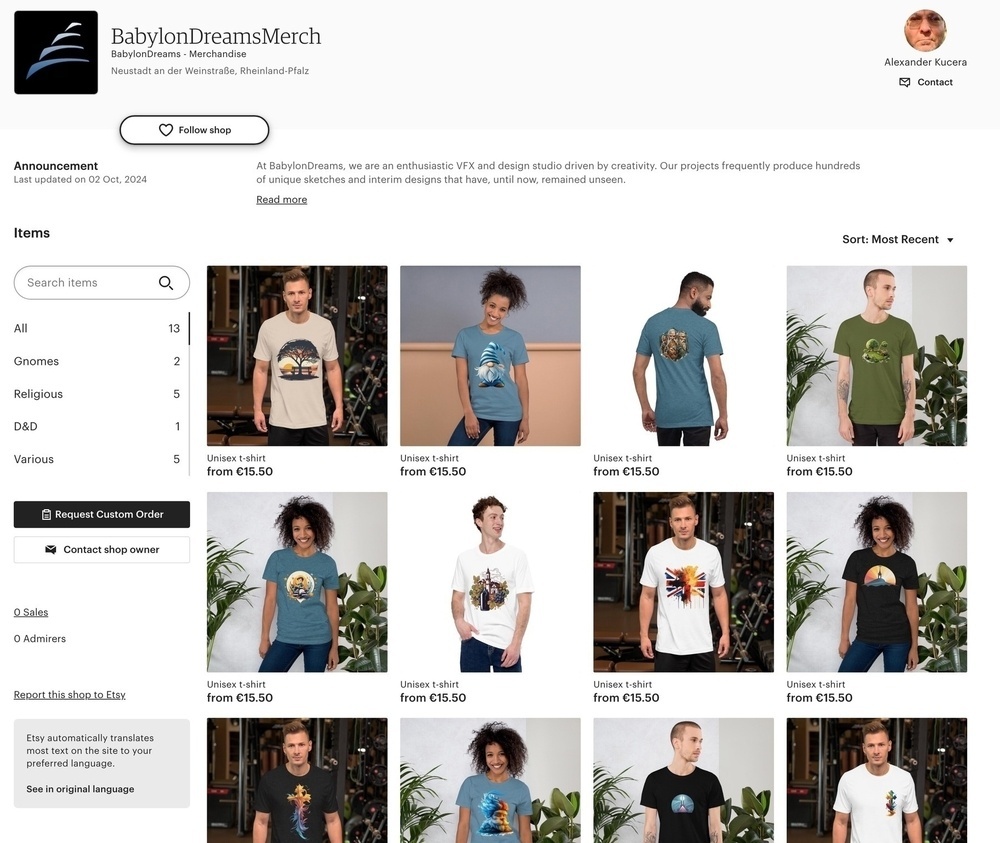 BabylonDreamsMerch
BabylonDreams - Merchandise
Neustadt an der Weinstraße, Rheinland-Pfalz
Alexander Kucera
Contact
Follow shop
Announcement
Last updated on 02 Oct, 2024
At BabylonDreams, we are an enthusiastic VFX and design studio driven by creativity. Our projects frequently produce hundreds
of unique sketches and interim designs that have, until now, remained unseen.
Read more
Items
Sort: Most Recent
Search items
All 13
Gnomes 2
Religious 5
D&D 1
Various 5
Request Custom Order
Contact shop owner
0 Sales
0 Admirers
Report this shop to Etsy
Etsy automatically translates
most text on the site to your
preferred language.
See in original language
Unisex t-shirt Unisex t-shirt Unisex t-shirt Unisex t-shirt
from €15.50 from €15.50 from €15.50 from €15.50
Unisex t-shirt Unisex t-shirt Unisex t-shirt Unisex t-shirt
from €15.50 from €15.50 from €15.50 from €15.50